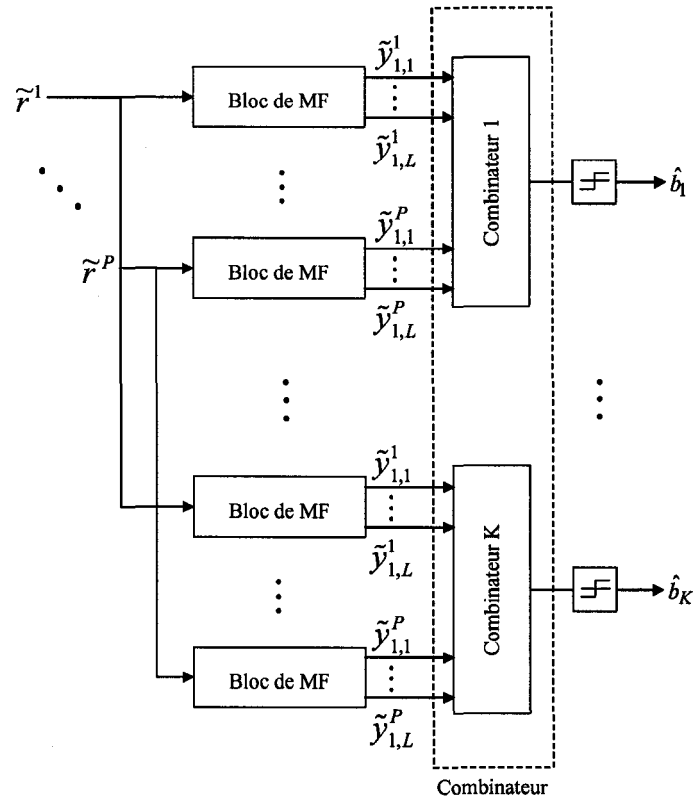 r̃¹
Bloc de MF
ỹ¹₁,₁
ỹ¹₁,L
r̃ᴾ
Bloc de MF
ỹᴾ₁,₁
ỹᴾ₁,L
Combinateur 1
b̂₁
Bloc de MF
ỹ¹₁,₁
ỹ¹₁,L
Bloc de MF
ỹᴾ₁,₁
ỹᴾ₁,L
Combinateur K
b̂K
Combinateur